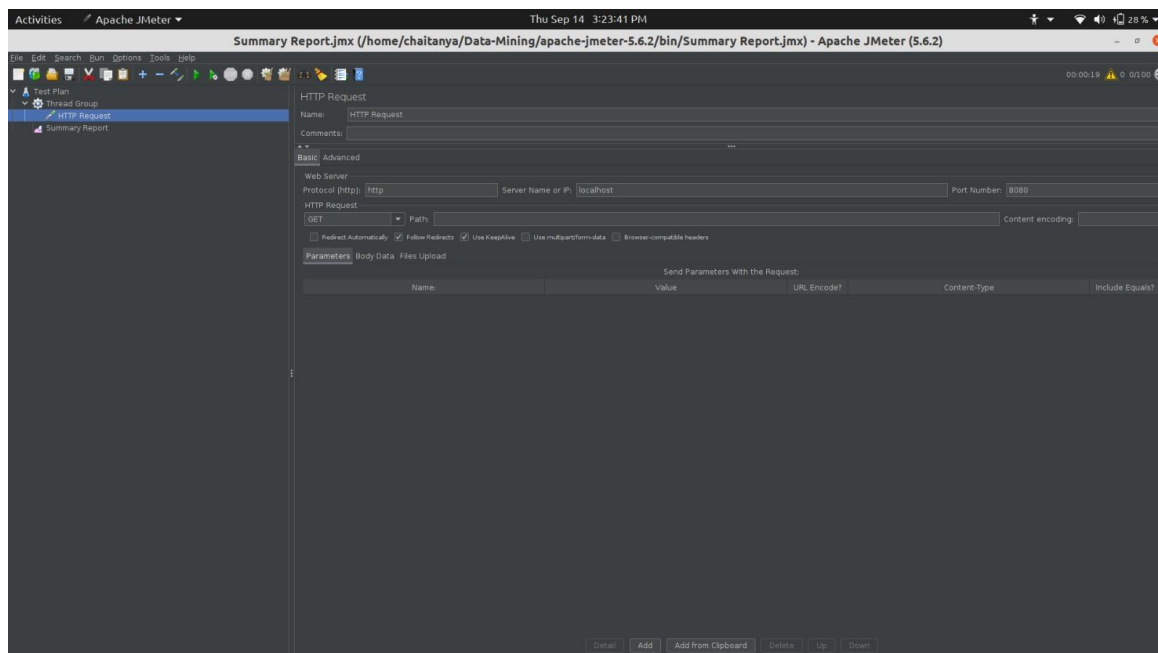 Activities Apache JMeter Thu Sep 14 3:23:41 PM 28 %
Summary Report.jmx (/home/chaitanya/Data-Mining/apache-jmeter-5.6.2/bin/Summary Report.jmx) - Apache JMeter (5.6.2)
File Edit Search Run Options Tools Help
00:00:19 0 0/100
Test Plan
Thread Group
HTTP Request
Summary Report
HTTP Request
Name: HTTP Request
Comments:
Basic Advanced
Web Server
Protocol [http]: http Server Name or IP: localhost Port Number: 8080
HTTP Request
GET Path: Content encoding:
Redirect Automatically Follow Redirects Use KeepAlive Use multipart/form-data Browser-compatible headers
Parameters Body Data Files Upload
Send Parameters With the Request:
Name: Value URL Encode? Content-Type Include Equals?
Detail Add Add from Clipboard Delete Up Down